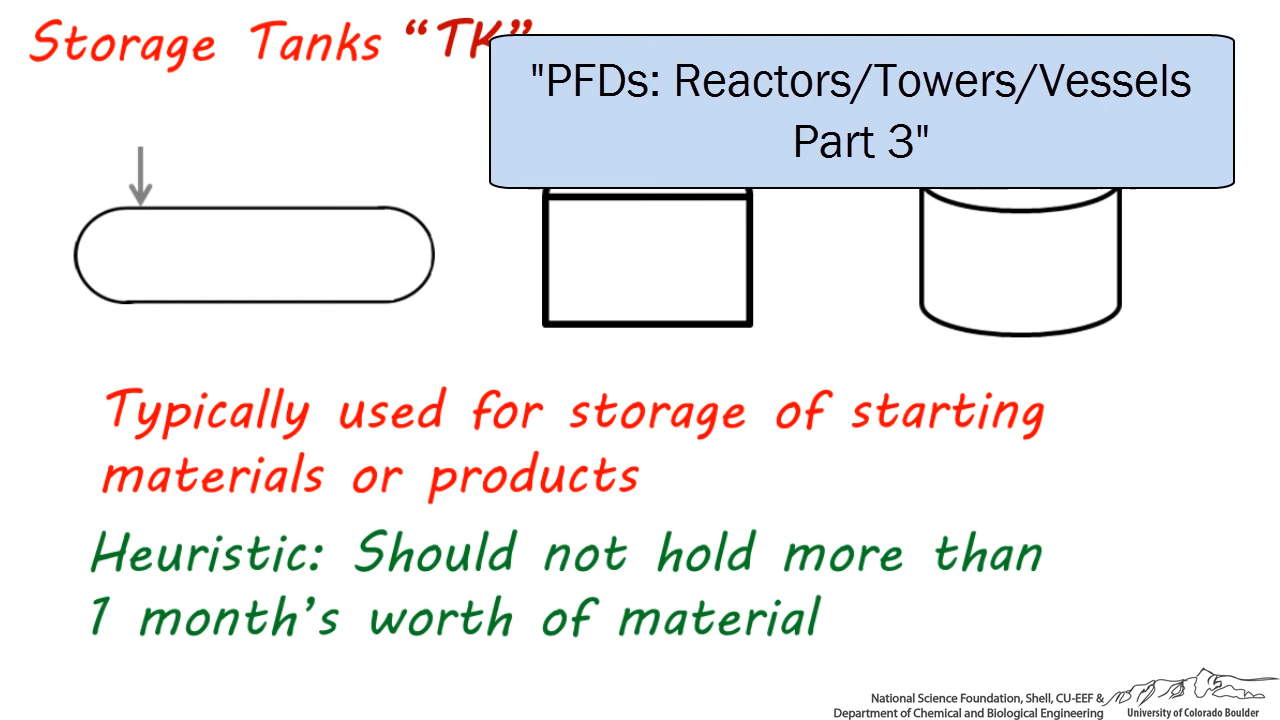 Storage Tanks “TK”
"PFDs: Reactors/Towers/Vessels
Part 3"
Typically used for storage of starting
materials or products
Heuristic: Should not hold more than
1 month’s worth of material
National Science Foundation, Shell, CU-EEF &
Department of Chemical and Biological Engineering
University of Colorado Boulder